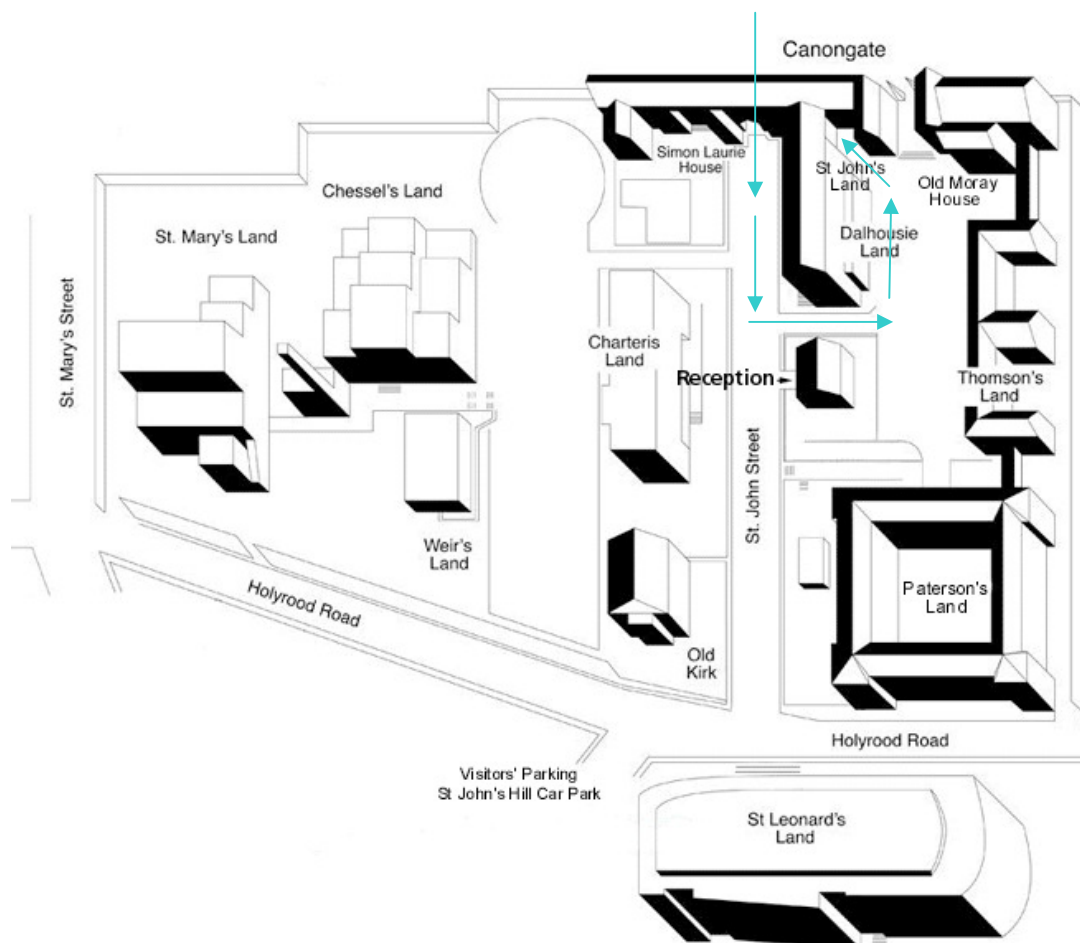 Canongate
Simon Laurie
House
St John's
Land
Old Moray
House
Chessel's Land
St. Mary's Land
Dalhousie
Land
St. Mary's Street
Charteris
Land
Reception
Thomson's
Land
St. John Street
Weir's
Land
Holyrood Road
Paterson's
Land
Old
Kirk
Holyrood Road
Visitors' Parking
St John's Hill Car Park
St Leonard's
Land